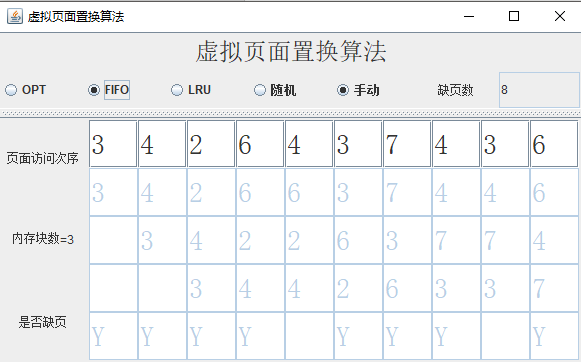 虚拟页面置换算法
虚拟页面置换算法
OPT FIFO LRU 随机 手动 缺页数 8
页面访问次序 3 4 2 6 4 3 7 4 3 6
3 4 2 6 6 3 7 4 4 6
内存块数=3 3 4 2 2 6 3 7 7 4
3 4 4 2 6 3 3 7
是否缺页 Y Y Y Y Y Y Y Y